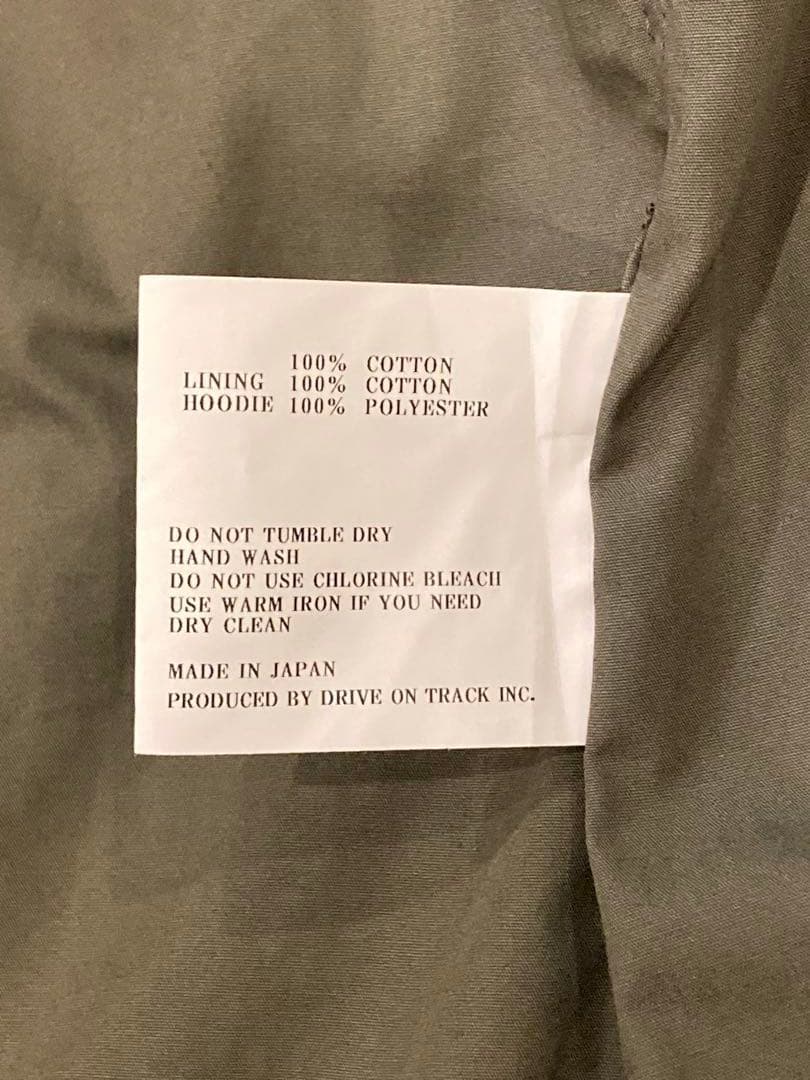 100% COTTON
LINING 100% COTTON
HOODIE 100% POLYESTER
DO NOT TUMBLE DRY
HAND WASH
DO NOT USE CHLORINE BLEACH
USE WARM IRON IF YOU NEED
DRY CLEAN
MADE IN JAPAN
PRODUCED BY DRIVE ON TRACK INC.